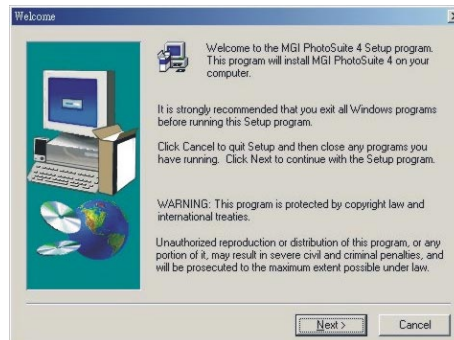 Welcome
Welcome to the MGI PhotoSuite 4 Setup program.
This program will install MGI PhotoSuite 4 on your
computer.
It is strongly recommended that you exit all Windows programs
before running this Setup program.
Click Cancel to quit Setup and then close any programs you
have running. Click Next to continue with the Setup program.
WARNING: This program is protected by copyright law and
international treaties.
Unauthorized reproduction or distribution of this program, or any
portion of it, may result in severe civil and criminal penalties, and
will be prosecuted to the maximum extent possible under law.
Next >
Cancel